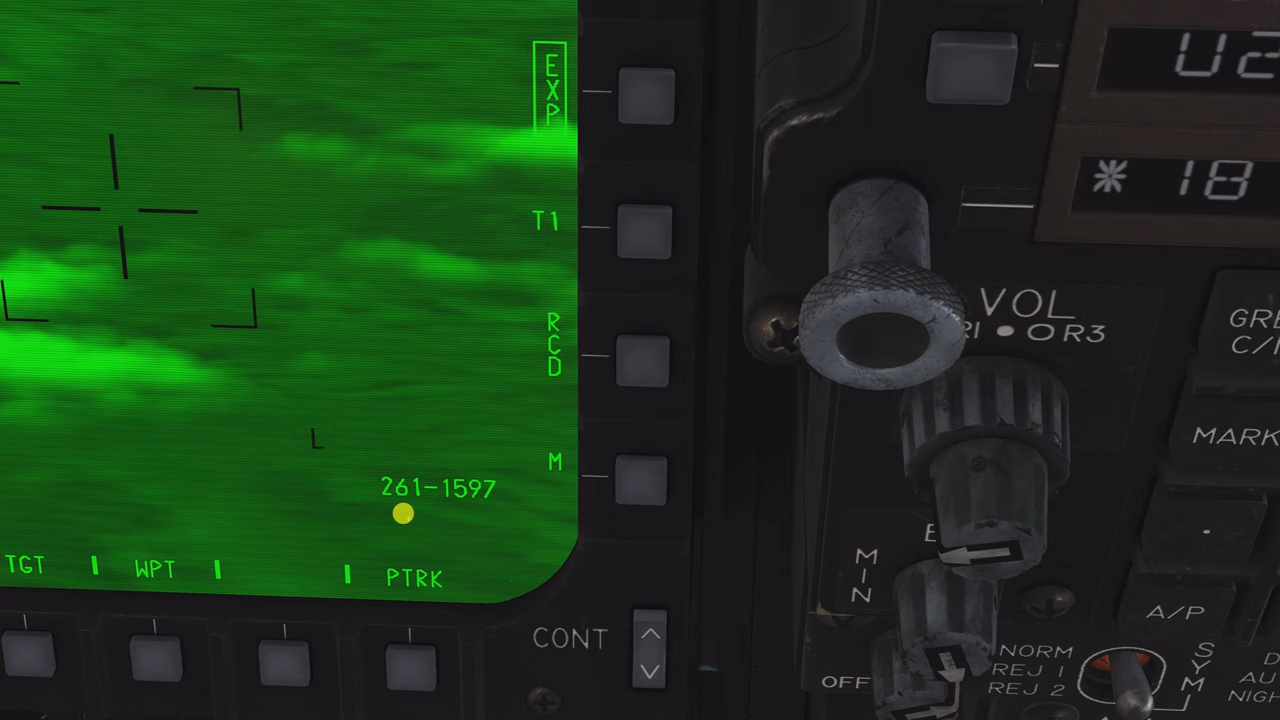 EXP
T1
RCD
M
261-1597
TGT WPT PTRK
CONT
* 18
VOL
R3
MARK
MIN
A/P
OFF
NORM
REJ 1
REJ 2
SYM